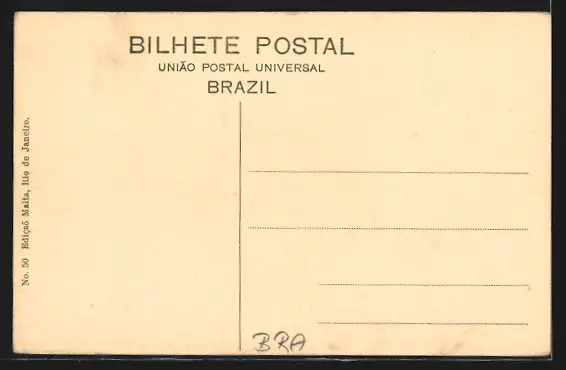 BILHETE POSTAL
UNIÃO POSTAL UNIVERSAL
BRAZIL
No. 50 Edição Malta, Rio de Janeiro.
BRA